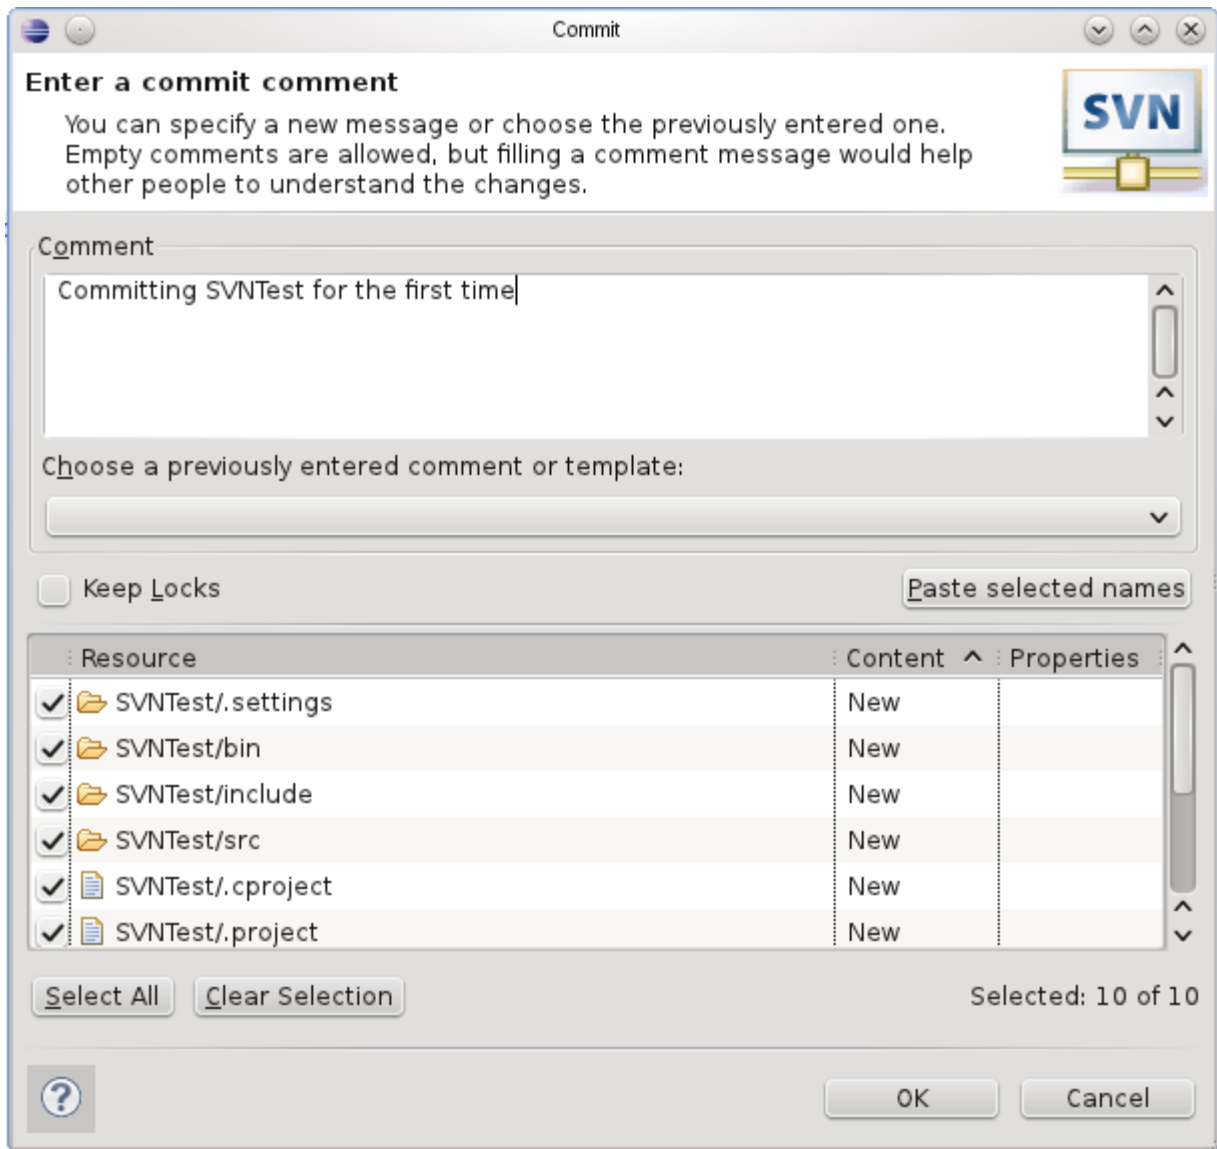 Commit
Enter a commit comment
You can specify a new message or choose the previously entered one.
Empty comments are allowed, but filling a comment message would help
other people to understand the changes.
SVN
Comment
Committing SVNTest for the first time
Choose a previously entered comment or template:
Keep Locks
Paste selected names
Resource Content Properties
SVNTest/.settings New
SVNTest/bin New
SVNTest/include New
SVNTest/src New
SVNTest/.cproject New
SVNTest/.project New
Select All Clear Selection Selected: 10 of 10
? OK Cancel